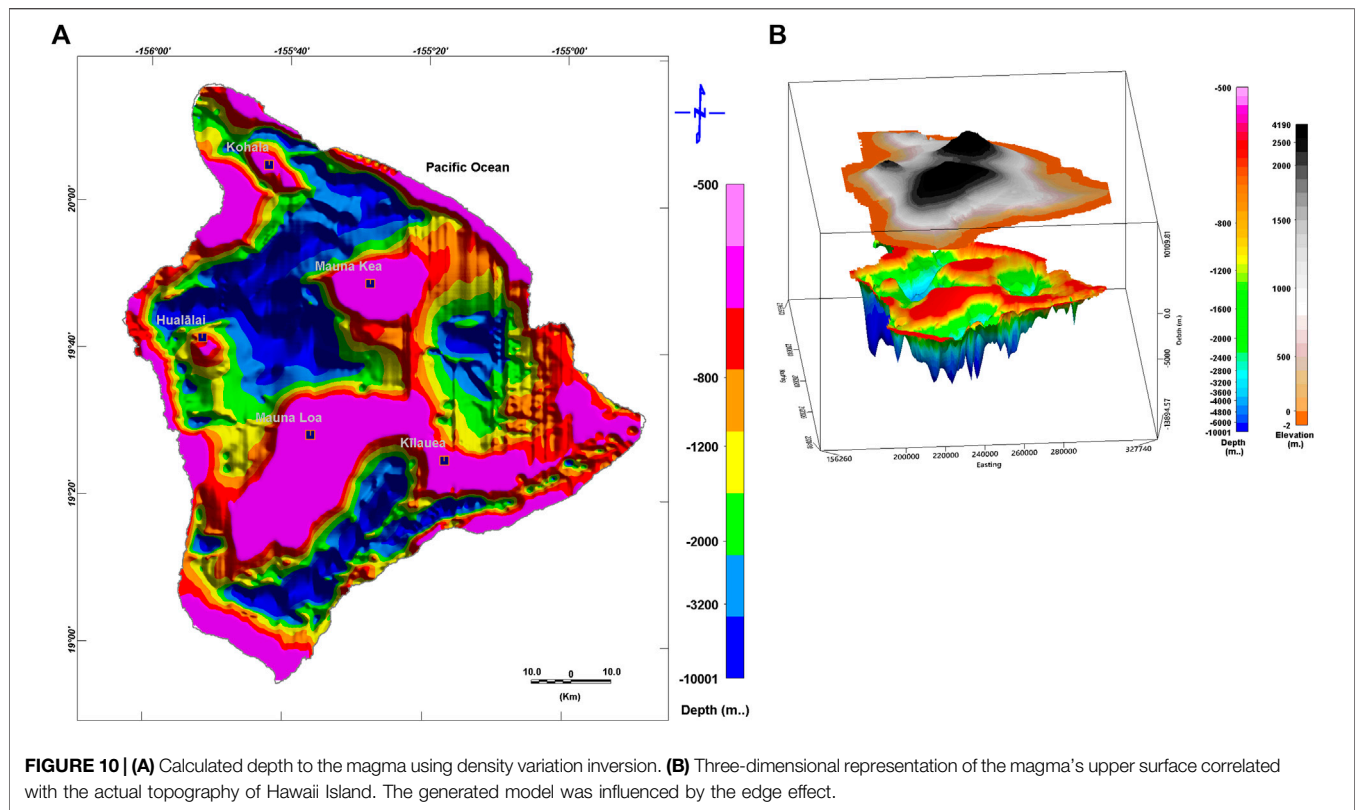 A
-156°00'
-155°40'
-155°20'
-155°00'
20°00'
19°40'
19°20'
19°00'
Kohala
Pacific Ocean
Mauna Kea
Hualālai
Mauna Loa
Kīlauea
10.0 0 10.0
(Km)
N
-500
-800
-1200
-2000
-3200
-10001
Depth (m..)
B
10109.81
0.0
-5000
-13894.57
Depth (m.)
156260
200000
220000
240000
260000
280000
327740
Easting
-500
-800
-1200
-1600
-2000
-2400
-2800
-3200
-3600
-4000
-6000
-8000
-10001
Depth
(m..)
4190
2500
2000
1500
1000
500
0
-2
Elevation
(m.)
FIGURE 10 | (A) Calculated depth to the magma using density variation inversion. (B) Three-dimensional representation of the magma's upper surface correlated
with the actual topography of Hawaii Island. The generated model was influenced by the edge effect.